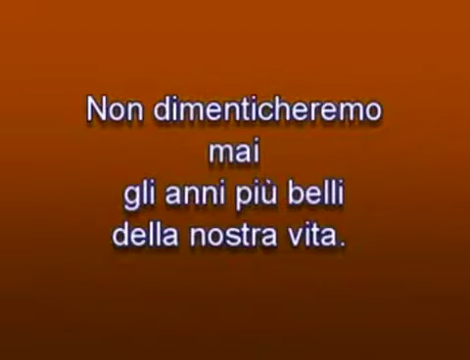 Non dimenticheremo
mai
gli anni più belli
della nostra vita.